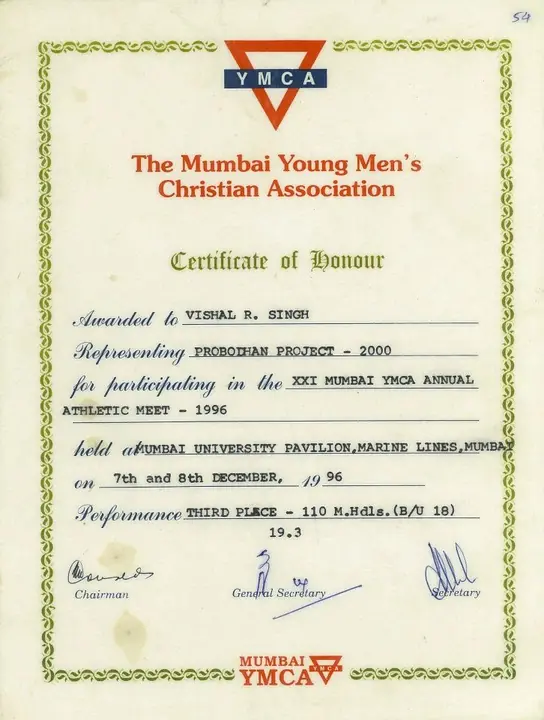 54
YMCA
The Mumbai Young Men's
Christian Association
Certificate of Honour
Awarded to VISHAL R. SINGH
Representing PROBODHAN PROJECT - 2000
for participating in the XXI MUMBAI YMCA ANNUAL
ATHLETIC MEET - 1996
held at MUMBAI UNIVERSITY PAVILION,MARINE LINES,MUMBAI
on 7th and 8th DECEMBER, 19 96
Performance THIRD PLACE - 110 M.Hdls.(B/U 18)
19.3
Chairman General Secretary Secretary
MUMBAI
YMCA YMCA